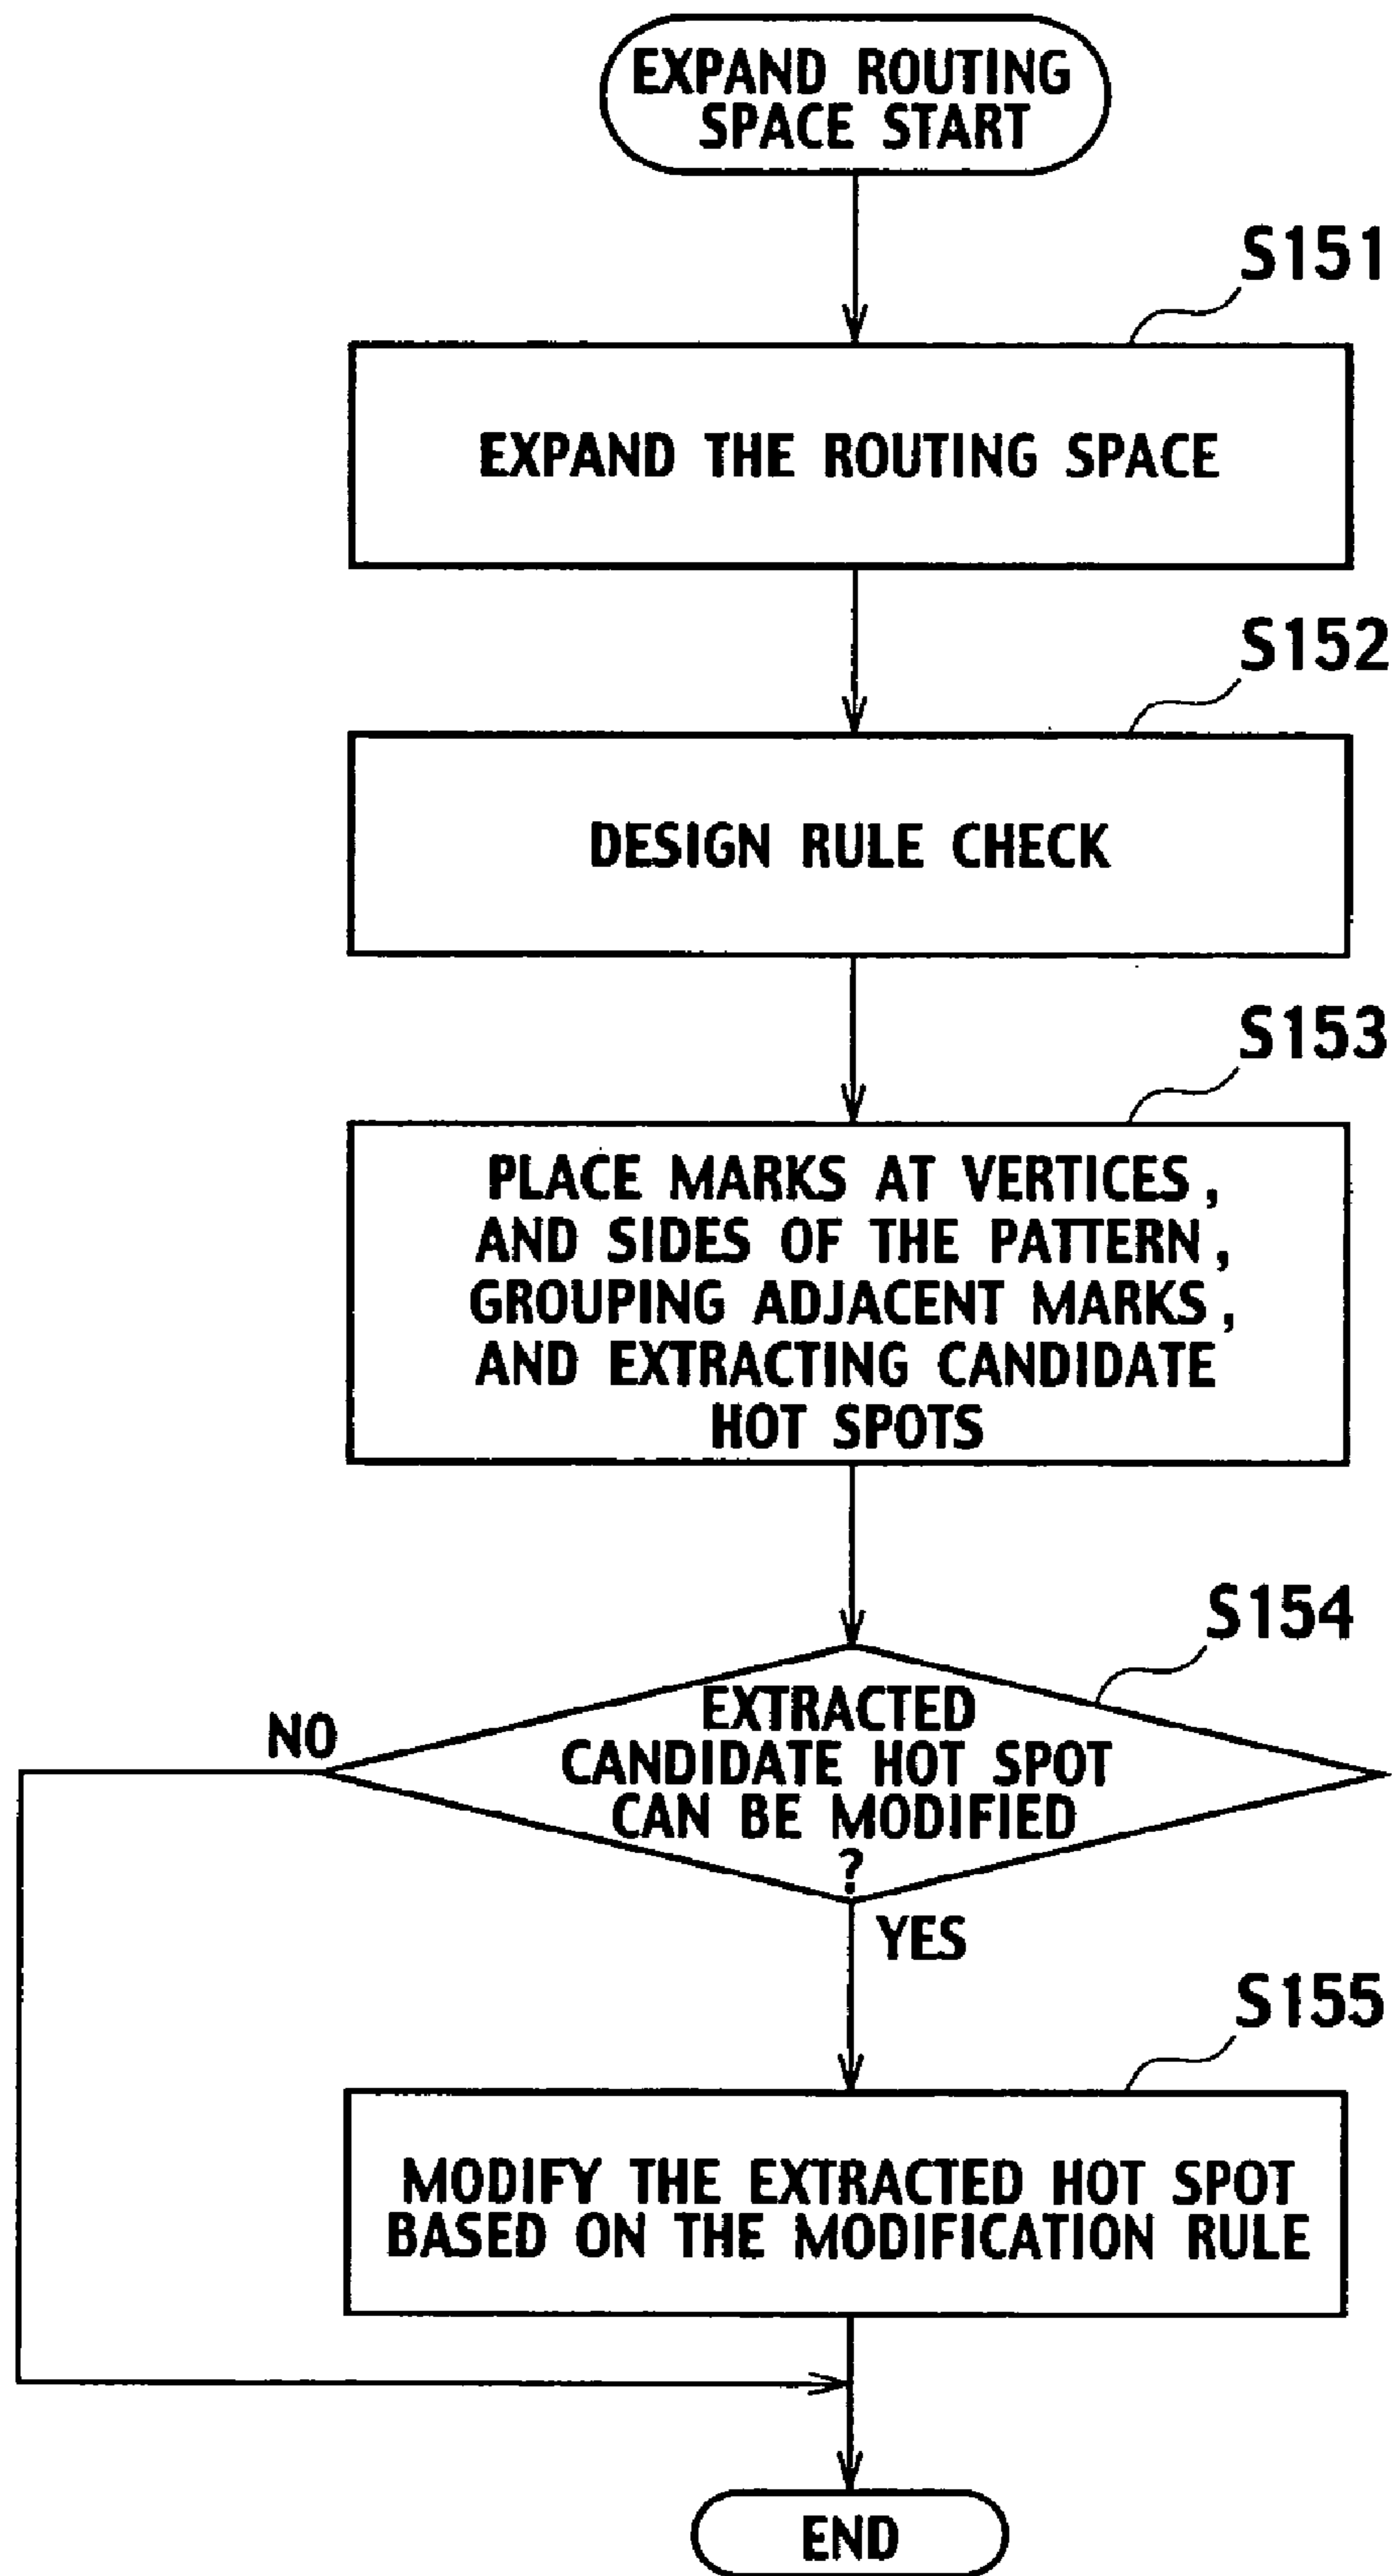 EXPAND ROUTING
SPACE START
S151
EXPAND THE ROUTING SPACE
S152
DESIGN RULE CHECK
S153
PLACE MARKS AT VERTICES,
AND SIDES OF THE PATTERN,
GROUPING ADJACENT MARKS,
AND EXTRACTING CANDIDATE
HOT SPOTS
S154
EXTRACTED
CANDIDATE HOT SPOT
CAN BE MODIFIED
?
NO
YES
S155
MODIFY THE EXTRACTED HOT SPOT
BASED ON THE MODIFICATION RULE
END